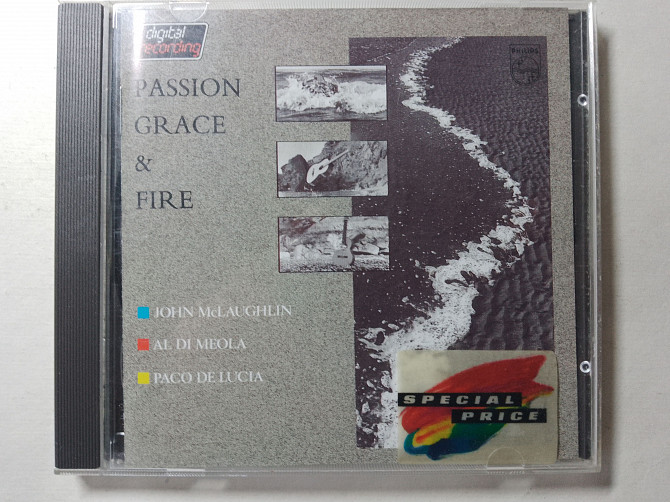 digital
recording
PHILIPS
PASSION
GRACE
&
FIRE
JOHN McLAUGHLIN
AL DI MEOLA
PACO DE LUCIA
SPECIAL
PRICE